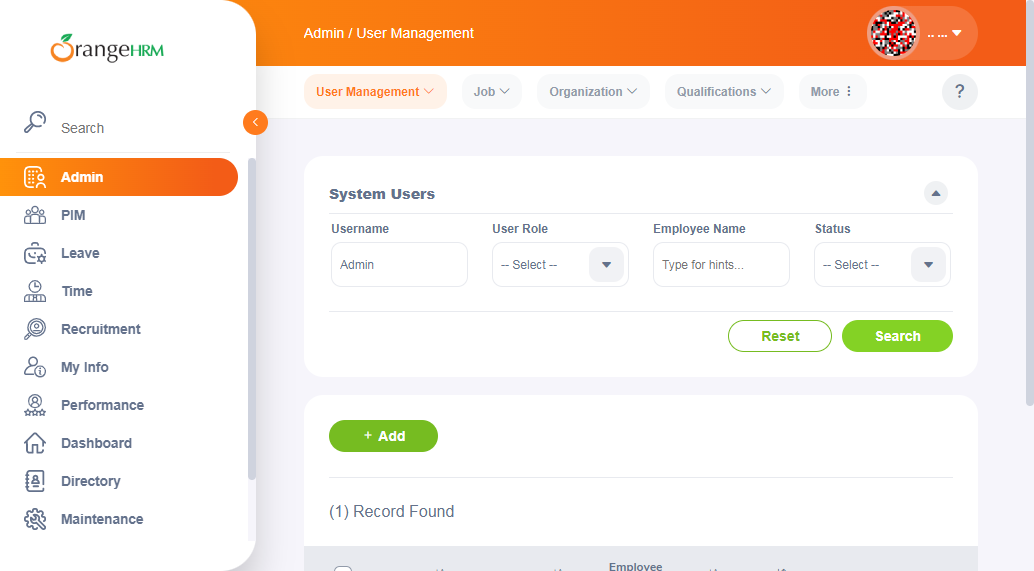 OrangeHRM
Admin / User Management
.. ...
User Management
Job
Organization
Qualifications
More
?
Search
Admin
PIM
Leave
Time
Recruitment
My Info
Performance
Dashboard
Directory
Maintenance
System Users
Username
User Role
Employee Name
Status
Admin
-- Select --
Type for hints...
-- Select --
Reset
Search
+ Add
(1) Record Found
Employee